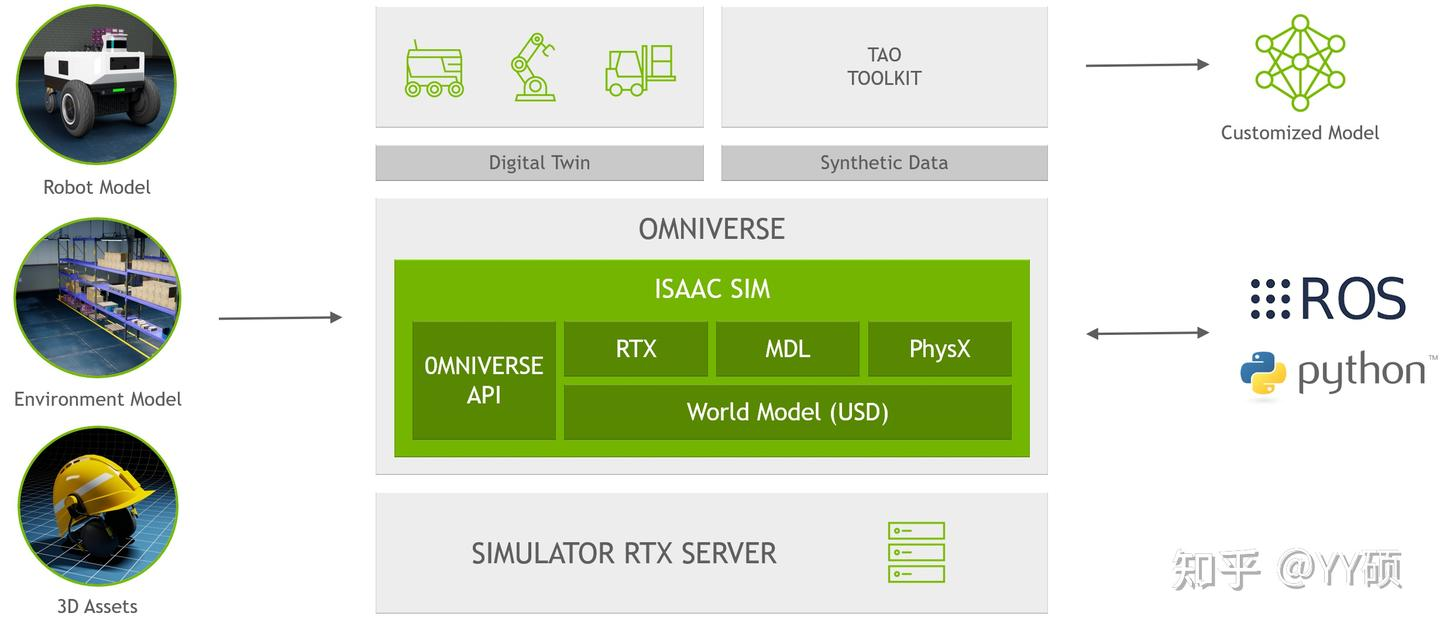 Robot Model
Environment Model
3D Assets
TAO
TOOLKIT
Digital Twin
Synthetic Data
OMNIVERSE
ISAAC SIM
OMNIVERSE
API
RTX
MDL
PhysX
World Model (USD)
SIMULATOR RTX SERVER
Customized Model
ROS
python™
知乎 @YY硕